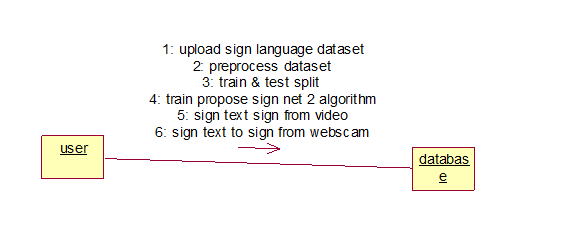 1: upload sign language dataset
2: preprocess dataset
3: train & test split
4: train propose sign net 2 algorithm
5: sign text sign from video
6: sign text to sign from webscam
user
databas
e